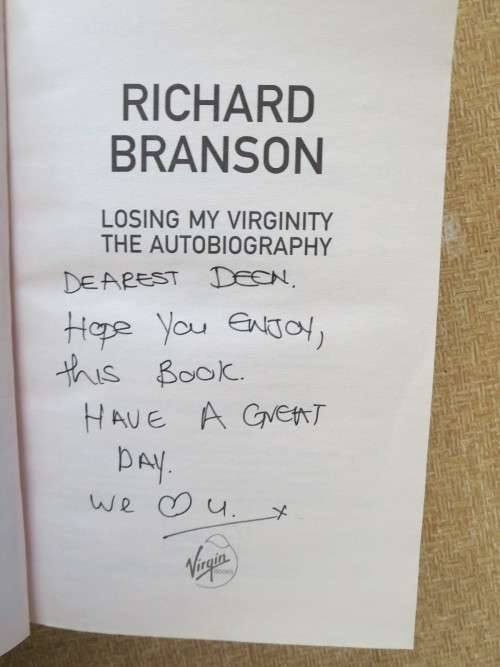 RICHARD
BRANSON
LOSING MY VIRGINITY
THE AUTOBIOGRAPHY
DEAREST DEEN.
Hope You ENJOY,
this Book.
HAVE A GREAT
DAY.
We ♡ u. x
Virgin
BOOKS